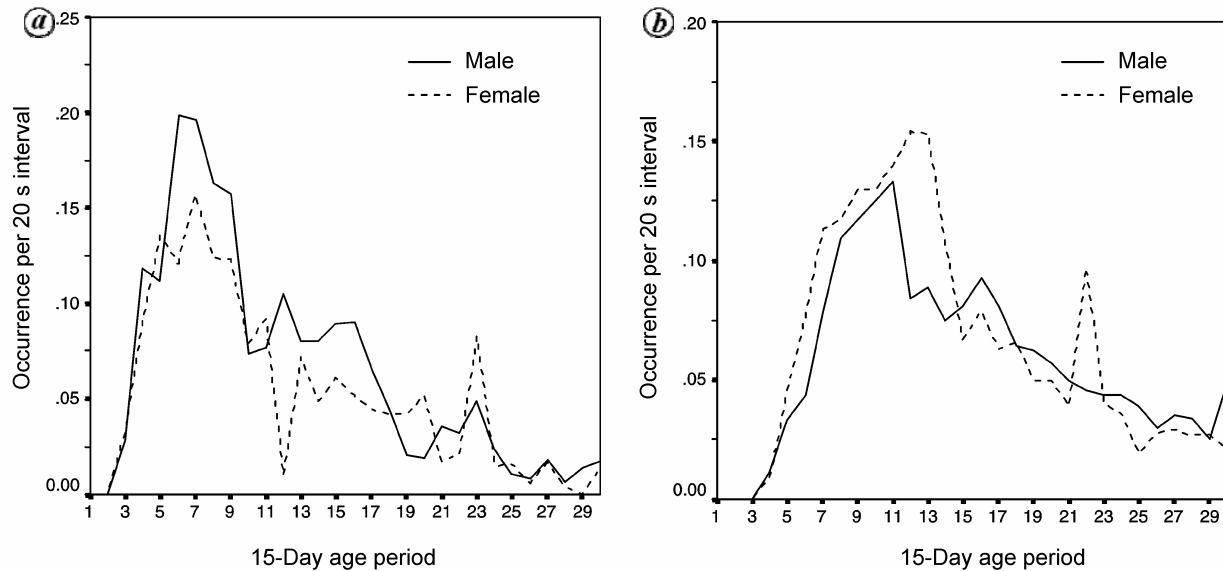 a
.25
.20
.15
.10
.05
0.00
Occurrence per 20 s interval
Male
Female
1 3 5 7 9 11 13 15 17 19 21 23 25 27 29
15-Day age period
b
.20
.15
.10
.05
0.00
Occurrence per 20 s interval
Male
Female
1 3 5 7 9 11 13 15 17 19 21 23 25 27 29
15-Day age period